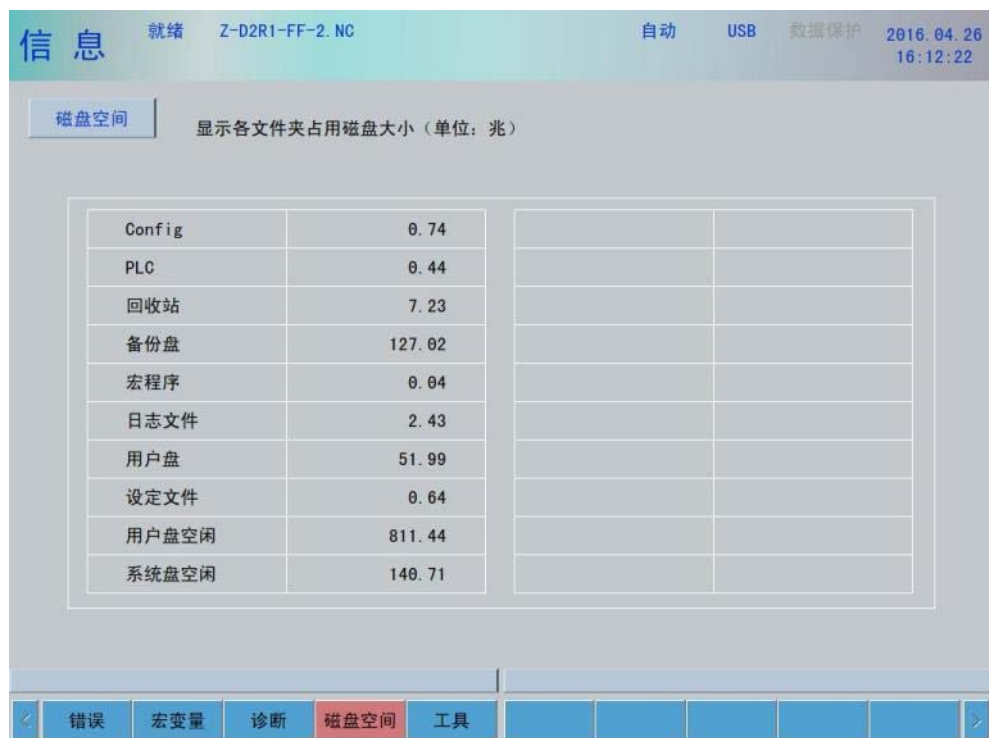 信 息 就绪 Z-D2R1-FF-2.NC 自动 USB 数据保护 2016.04.26
16:12:22
磁盘空间 显示各文件夹占用磁盘大小（单位：兆）
Config 0.74
PLC 0.44
回收站 7.23
备份盘 127.02
宏程序 0.04
日志文件 2.43
用户盘 51.99
设定文件 0.64
用户盘空闲 811.44
系统盘空闲 140.71
< 错误 宏变量 诊断 磁盘空间 工具 >